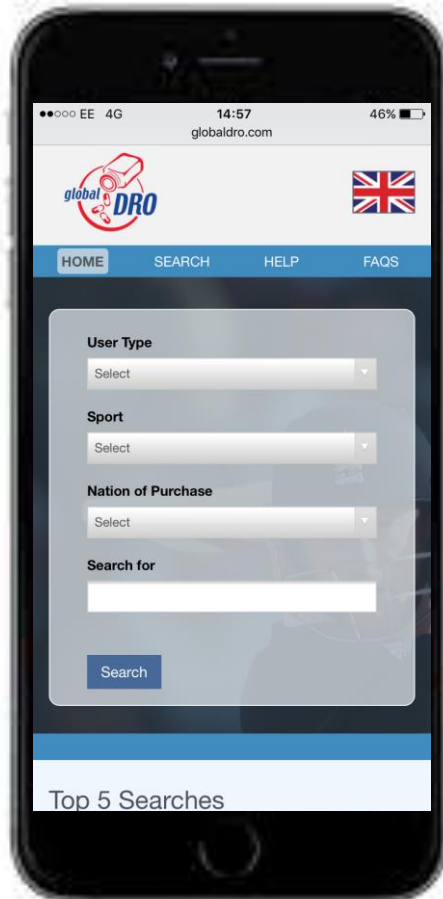 EE 4G 14:57 46%
globaldro.com
global
DRO
HOME SEARCH HELP FAQS
User Type
Select
Sport
Select
Nation of Purchase
Select
Search for
Search
Top 5 Searches